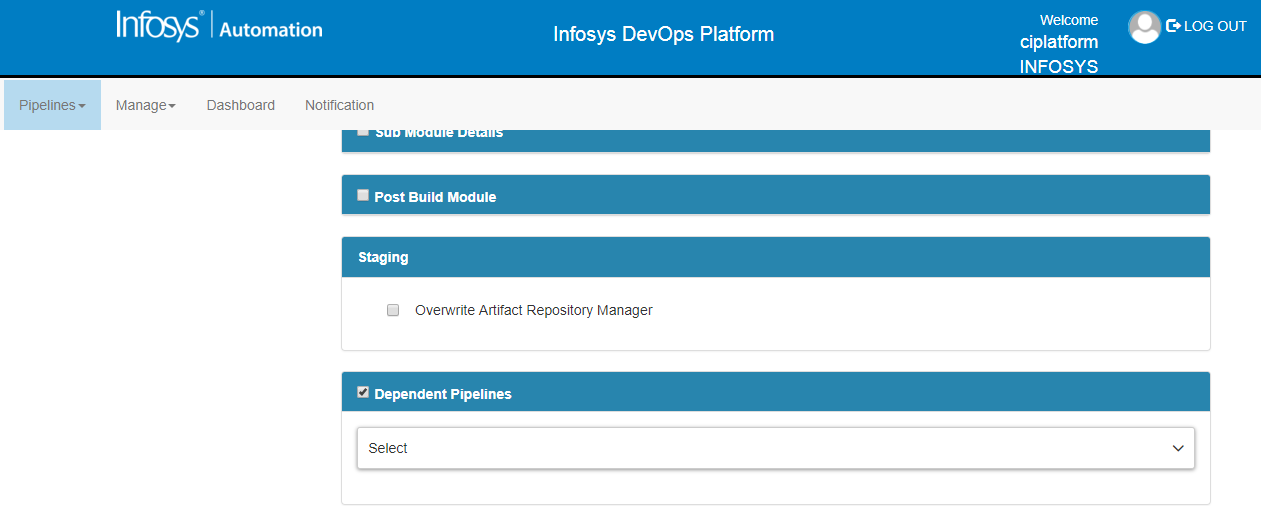 Infosys® | Automation
Infosys DevOps Platform
Welcome
ciplatform
INFOSYS
LOG OUT
Pipelines
Manage
Dashboard
Notification
Sub Module Details
Post Build Module
Staging
Overwrite Artifact Repository Manager
Dependent Pipelines
Select